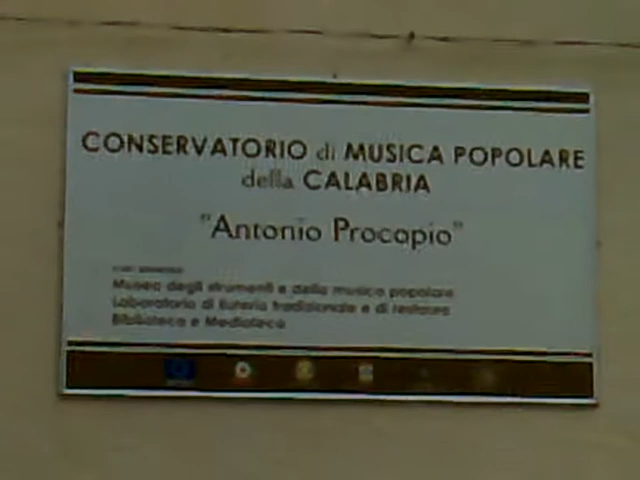 CONSERVATORIO di MUSICA POPOLARE
della CALABRIA
"Antonio Procopio"
Museo degli strumenti e della musica popolare
Laboratorio di liuteria tradizionale e di restauro
Biblioteca e Mediateca